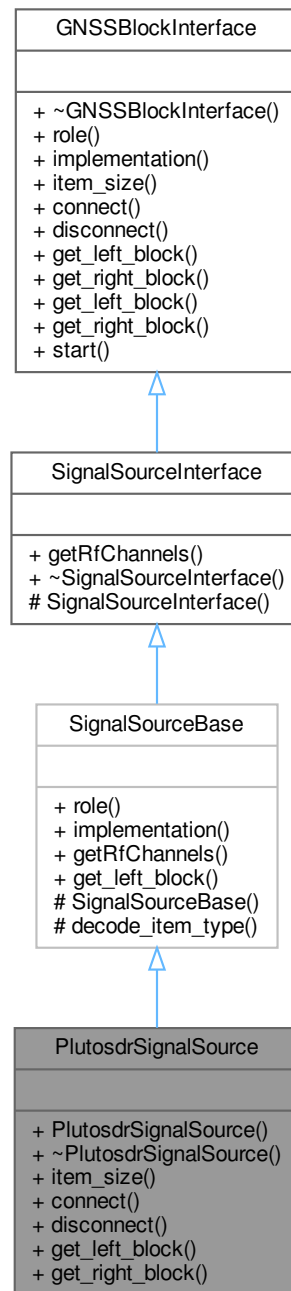 GNSSBlockInterface
+ ~GNSSBlockInterface()
+ role()
+ implementation()
+ item_size()
+ connect()
+ disconnect()
+ get_left_block()
+ get_right_block()
+ get_left_block()
+ get_right_block()
+ start()
SignalSourceInterface
+ getRfChannels()
+ ~SignalSourceInterface()
# SignalSourceInterface()
SignalSourceBase
+ role()
+ implementation()
+ getRfChannels()
+ get_left_block()
# SignalSourceBase()
# decode_item_type()
PlutosdrSignalSource
+ PlutosdrSignalSource()
+ ~PlutosdrSignalSource()
+ item_size()
+ connect()
+ disconnect()
+ get_left_block()
+ get_right_block()